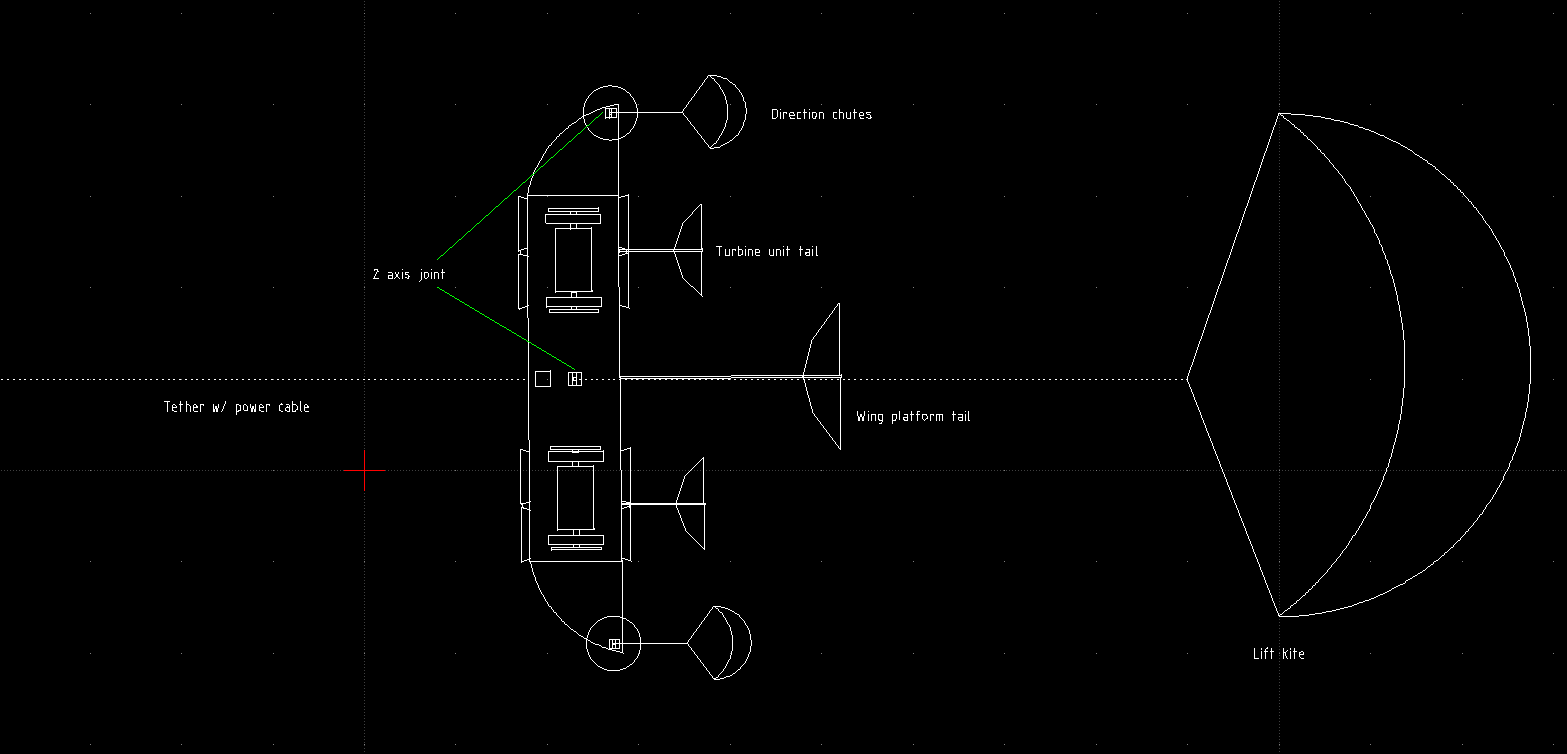 Direction chutes
Turbine unit tail
2 axis joint
Tether w/ power cable
Wing platform tail
Lift Kite